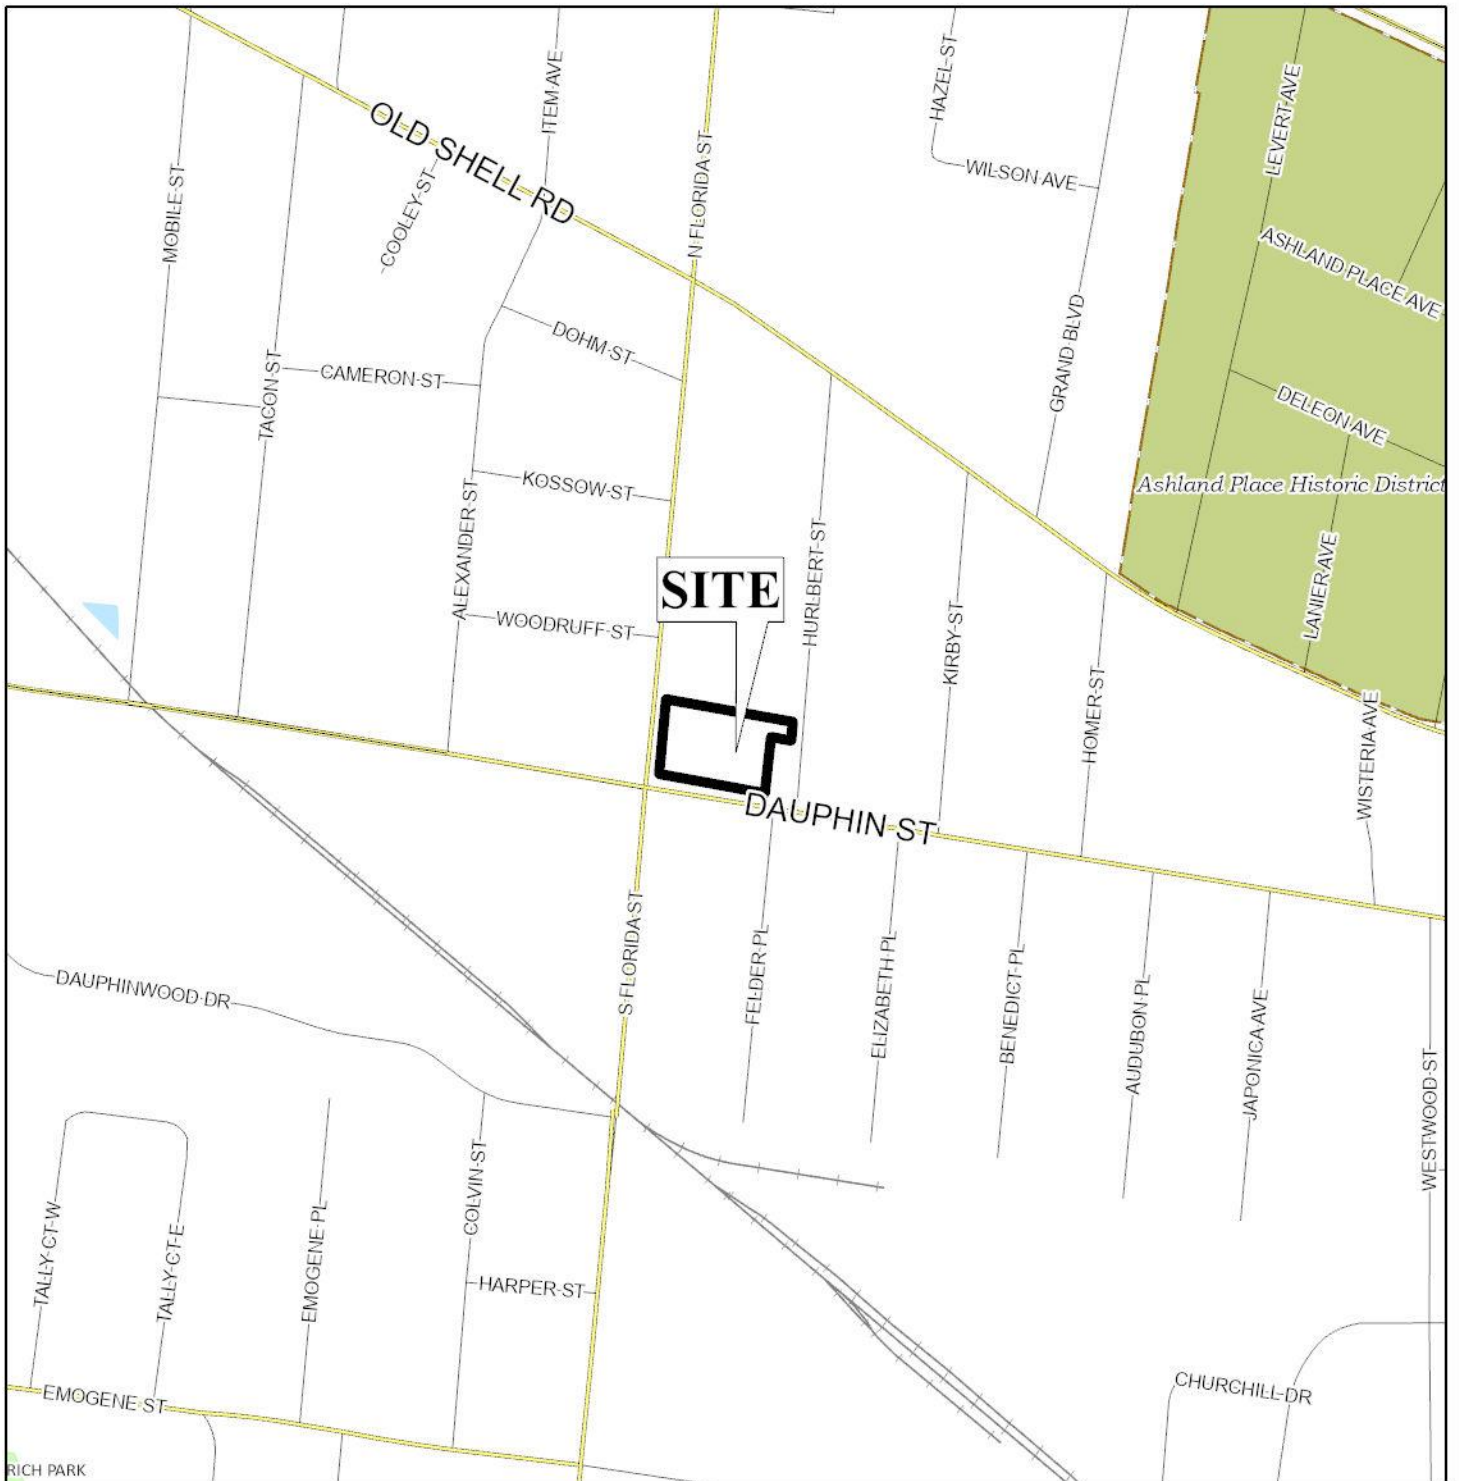 OLD SHELL RD
ITEM AVE
HAZEL ST
LEVERT AVE
MOBILE ST
COOLEY ST
N FLORIDA ST
WILSON AVE
ASHLAND PLACE AVE
GRAND BLVD
DOHM ST
TACON ST
CAMERON ST
DELEON AVE
Ashland Place Historic District
KOSSOW ST
ALEXANDER ST
HURLBERT ST
LANIER AVE
SITE
WOODRUFF ST
KIRBY ST
HOMER ST
WISTERIA AVE
DAUPHIN ST
S FLORIDA ST
FELDER PL
ELIZABETH PL
BENEDICT PL
AUDUBON PL
JAPONICA AVE
DAUPHINWOOD DR
WESTWOOD ST
TALLY CT W
TALLY CT E
EMOGENE PL
COLVIN ST
HARPER ST
CHURCHILL DR
EMOGENE ST
RICH PARK